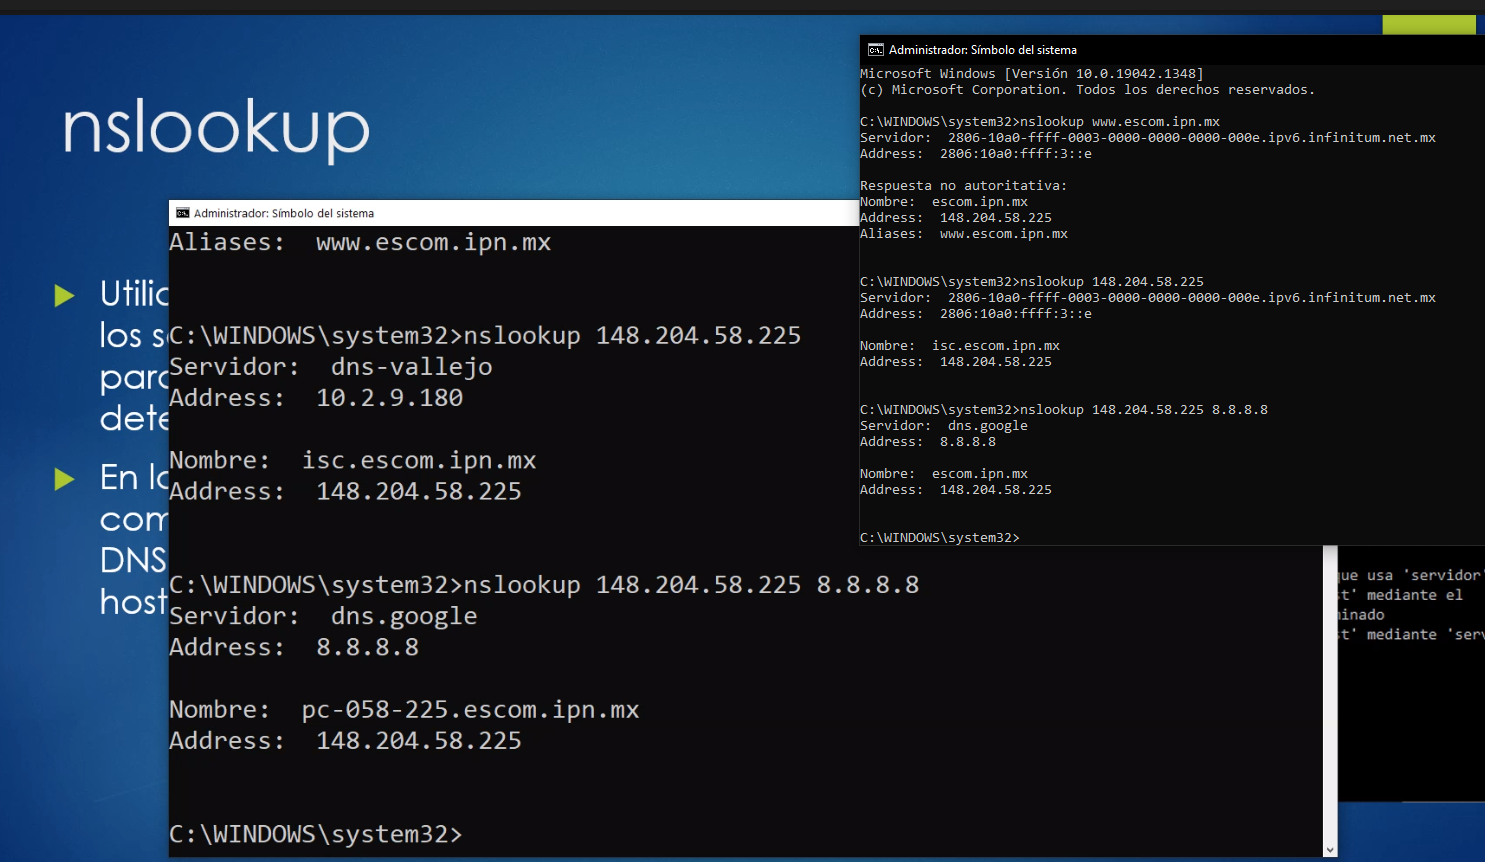 nslookup
Utilic
los s
para
dete
En lo
com
DNS
host
Administrador: Símbolo del sistema
Aliases:  www.escom.ipn.mx
C:\WINDOWS\system32>nslookup 148.204.58.225
Servidor:  dns-vallejo
Address:  10.2.9.180
Nombre:  isc.escom.ipn.mx
Address:  148.204.58.225
C:\WINDOWS\system32>nslookup 148.204.58.225 8.8.8.8
Servidor:  dns.google
Address:  8.8.8.8
Nombre:  pc-058-225.escom.ipn.mx
Address:  148.204.58.225
C:\WINDOWS\system32>
Administrador: Símbolo del sistema
Microsoft Windows [Versión 10.0.19042.1348]
(c) Microsoft Corporation. Todos los derechos reservados.
C:\WINDOWS\system32>nslookup www.escom.ipn.mx
Servidor:  2806-10a0-ffff-0003-0000-0000-0000-000e.ipv6.infinitum.net.mx
Address:  2806:10a0:ffff:3::e
Respuesta no autoritativa:
Nombre:  escom.ipn.mx
Address:  148.204.58.225
Aliases:  www.escom.ipn.mx
C:\WINDOWS\system32>nslookup 148.204.58.225
Servidor:  2806-10a0-ffff-0003-0000-0000-0000-000e.ipv6.infinitum.net.mx
Address:  2806:10a0:ffff:3::e
Nombre:  isc.escom.ipn.mx
Address:  148.204.58.225
C:\WINDOWS\system32>nslookup 148.204.58.225 8.8.8.8
Servidor:  dns.google
Address:  8.8.8.8
Nombre:  escom.ipn.mx
Address:  148.204.58.225
C:\WINDOWS\system32>
que usa 'servidor'
st' mediante el
minado
st' mediante 'serv